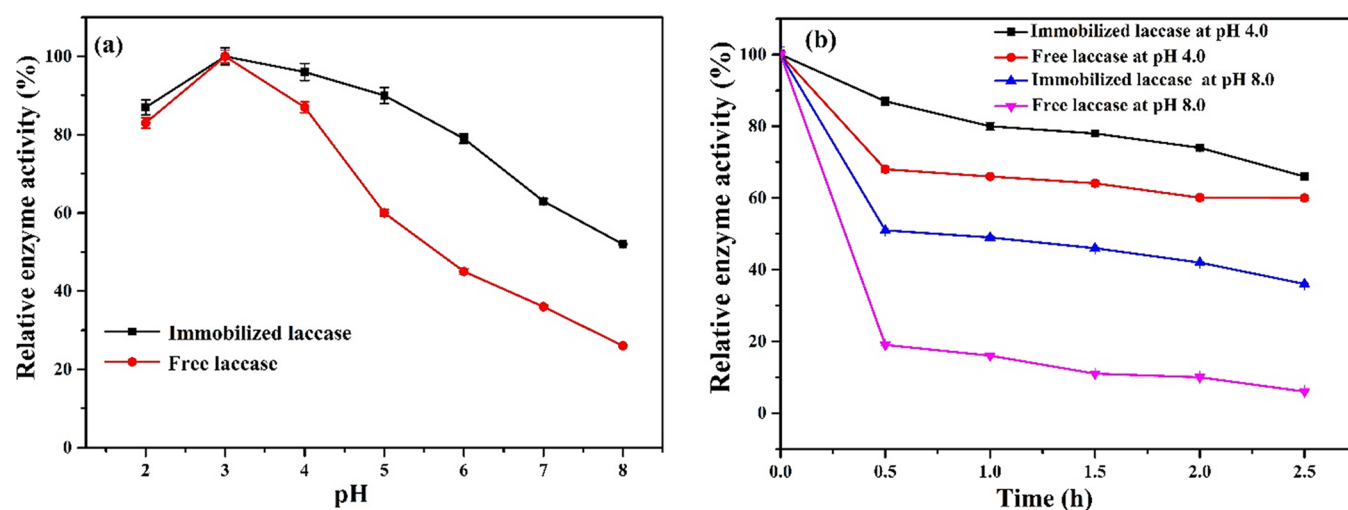 (a)
Relative enzyme activity (%)
100
80
60
40
20
0
Immobilized laccase
Free laccase
2 3 4 5 6 7 8
pH
(b)
Relative enzyme activity (%)
100
80
60
40
20
0
Immobilized laccase at pH 4.0
Free laccase at pH 4.0
Immobilized laccase at pH 8.0
Free laccase at pH 8.0
0.0 0.5 1.0 1.5 2.0 2.5
Time (h)